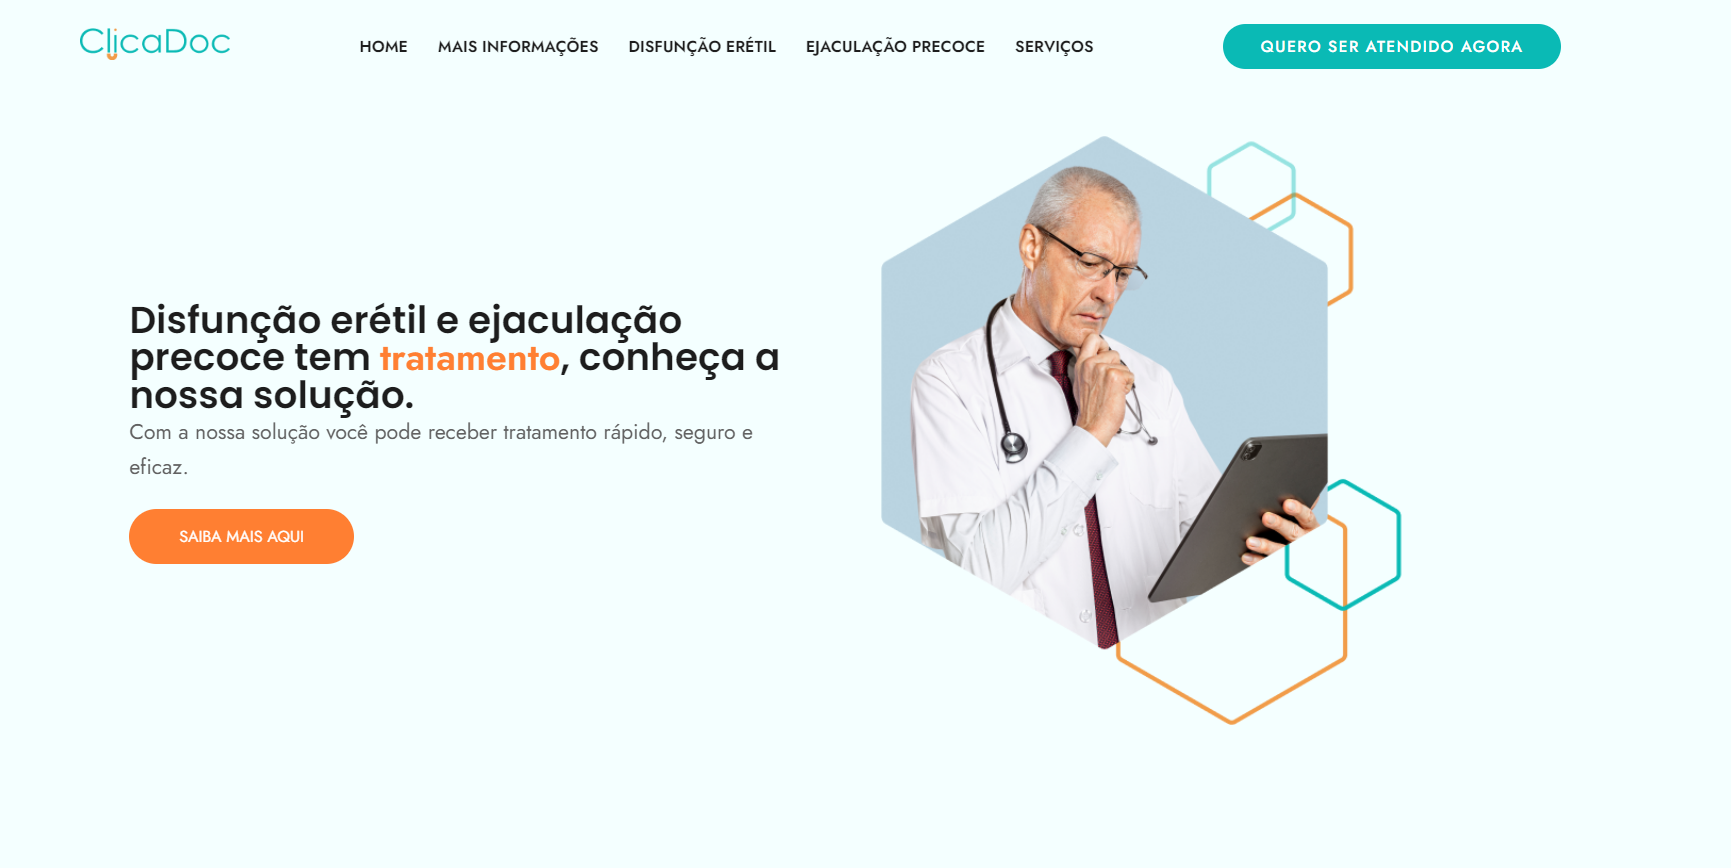 ClicaDoc
HOME
MAIS INFORMAÇÕES
DISFUNÇÃO ERÉTIL
EJACULAÇÃO PRECOCE
SERVIÇOS
QUERO SER ATENDIDO AGORA
Disfunção erétil e ejaculação
precoce tem tratamento, conheça a
nossa solução.
Com a nossa solução você pode receber tratamento rápido, seguro e
eficaz.
SAIBA MAIS AQUI